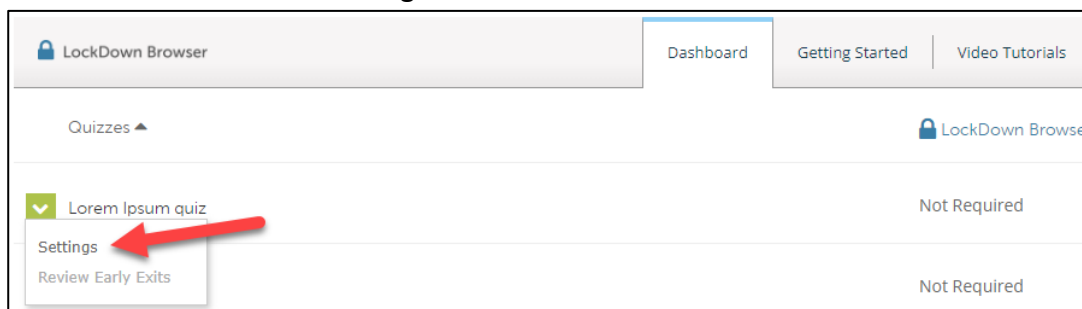 LockDown Browser
Dashboard
Getting Started
Video Tutorials
Quizzes
LockDown Browse
Lorem Ipsum quiz
Not Required
Settings
Review Early Exits
Not Required